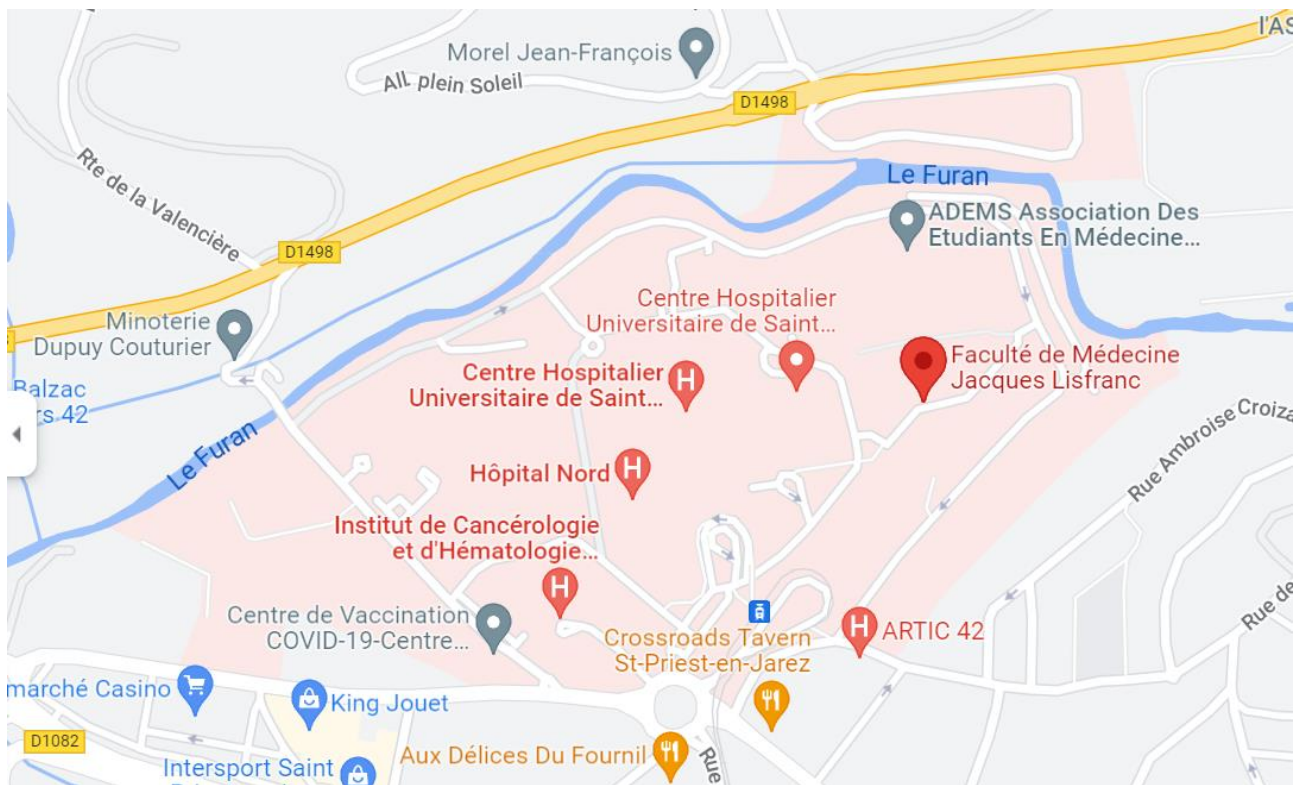 l'AS
Morel Jean-François
All. plein Soleil
D1498
Rte de la Valencière
Le Furan
ADEMS Association Des
Etudiants En Médecine...
D1498
Centre Hospitalier
Universitaire de Saint...
Minoterie
Dupuy Couturier
Faculté de Médecine
Jacques Lisfranc
Centre Hospitalier
Universitaire de Saint...
H
Balzac
rs 42
Rue Ambroise Croiza
Le Furan
Hôpital Nord
H
Institut de Cancérologie
et d'Hématologie...
H
Centre de Vaccination
COVID-19-Centre...
Crossroads Tavern
St-Priest-en-Jarez
H
ARTIC 42
Rue de
marché Casino
King Jouet
D1082
Aux Délices Du Fournil
Rue
Intersport Saint